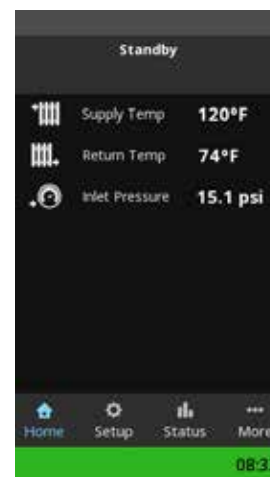 Standby
Supply Temp 120°F
Return Temp 74°F
Inlet Pressure 15.1 psi
Home Setup Status More
08:3